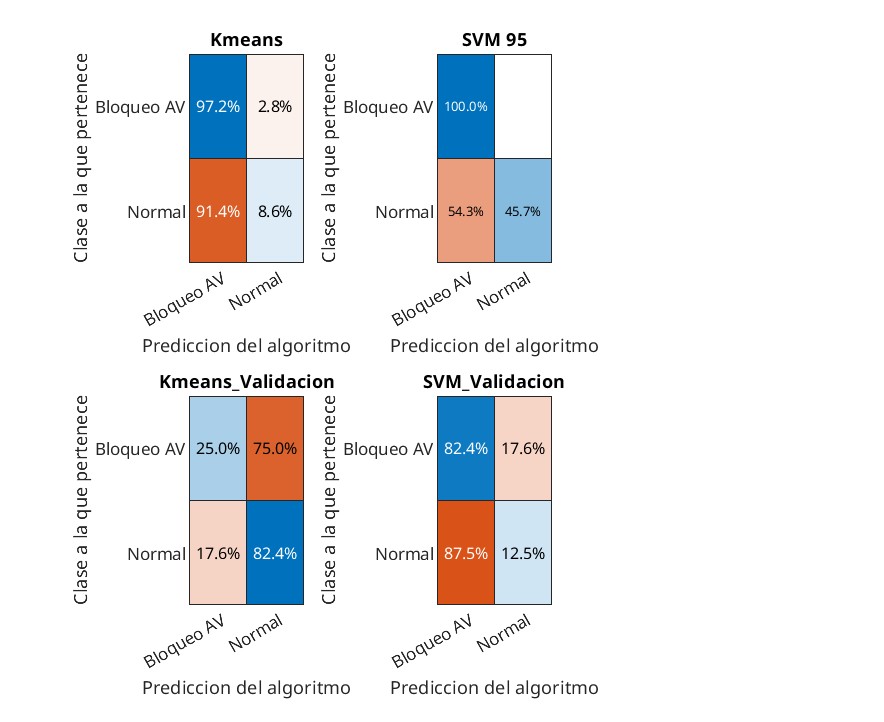 Kmeans
Clase a la que pertenece
Bloqueo AV
97.2%
2.8%
Normal
91.4%
8.6%
Bloqueo AV
Normal
Prediccion del algoritmo
SVM 95
Clase a la que pertenece
Bloqueo AV
100.0%
Normal
54.3%
45.7%
Bloqueo AV
Normal
Prediccion del algoritmo
Kmeans_Validacion
Clase a la que pertenece
Bloqueo AV
25.0%
75.0%
Normal
17.6%
82.4%
Bloqueo AV
Normal
Prediccion del algoritmo
SVM_Validacion
Clase a la que pertenece
Bloqueo AV
82.4%
17.6%
Normal
87.5%
12.5%
Bloqueo AV
Normal
Prediccion del algoritmo